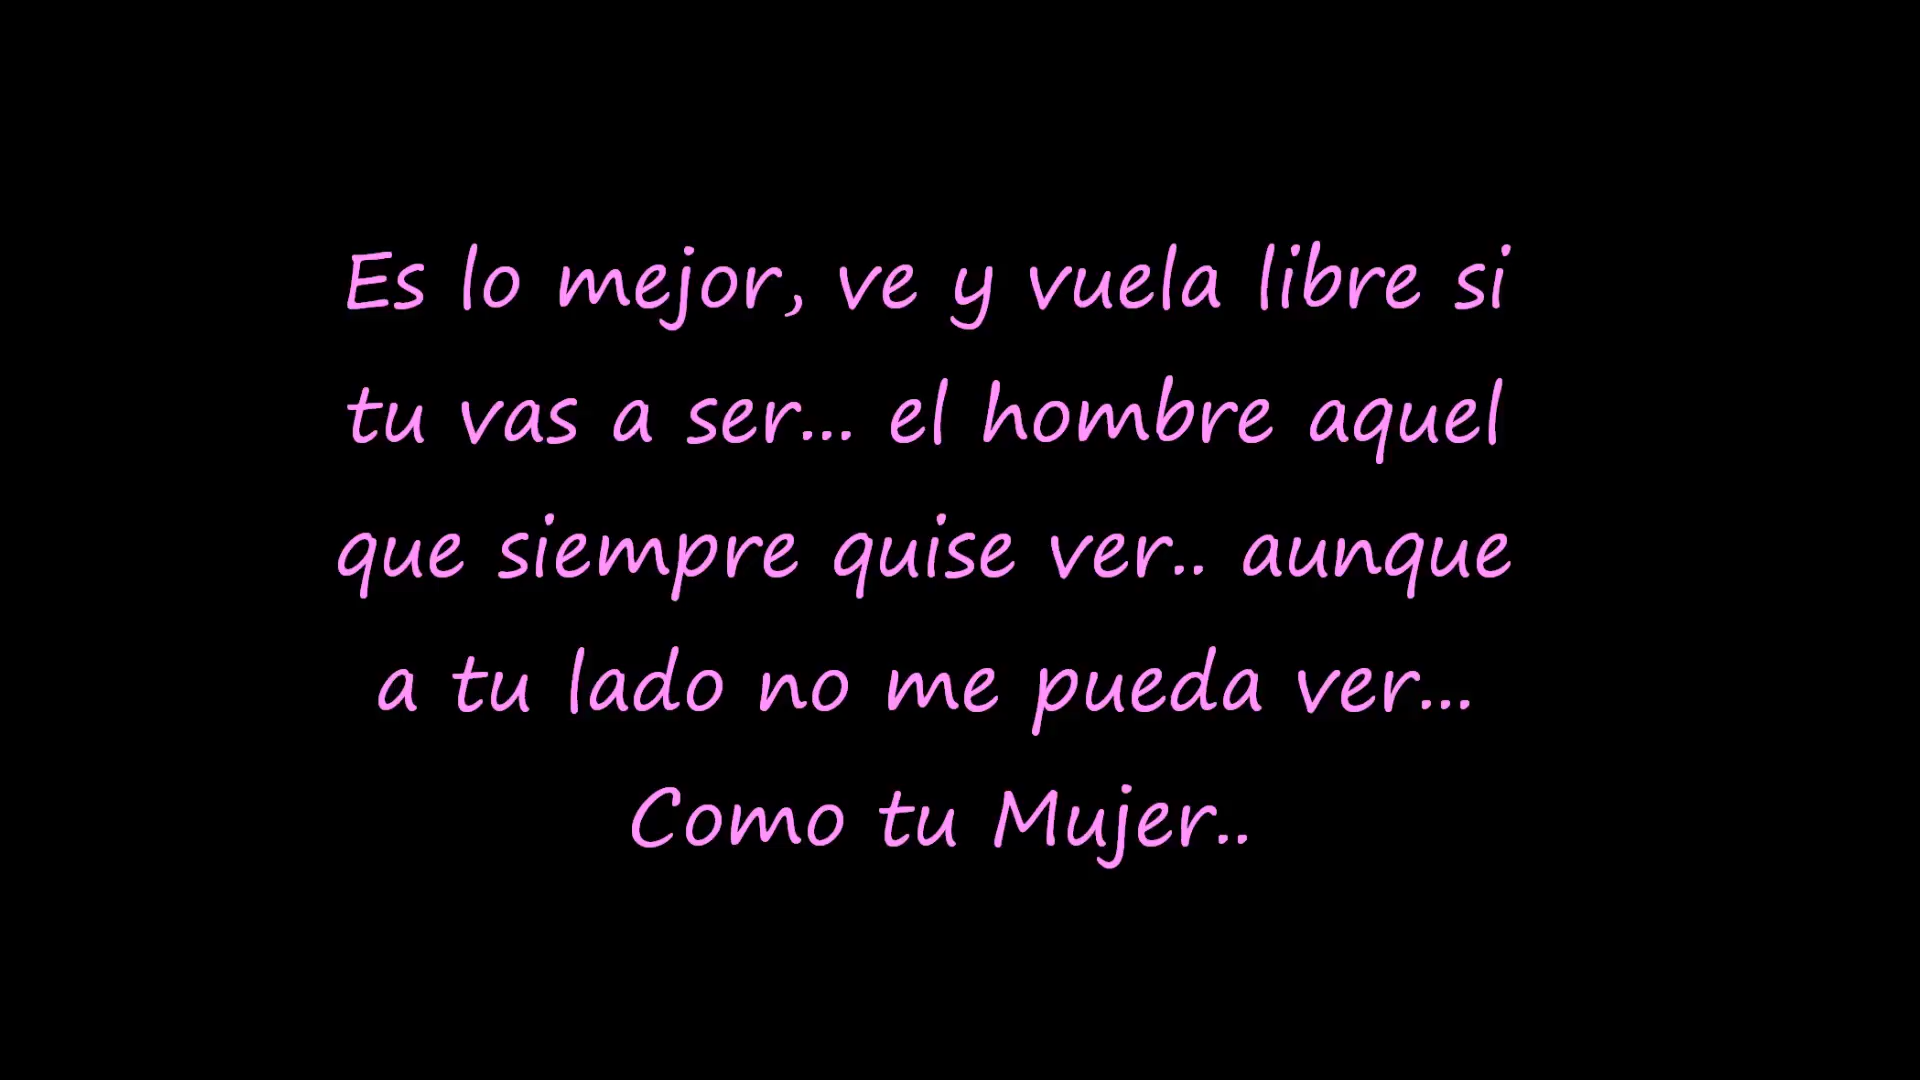 Es lo mejor, ve y vuela libre si
tu vas a ser... el hombre aquel
que siempre quise ver.. aunque
a tu lado no me pueda ver...
Como tu Mujer..